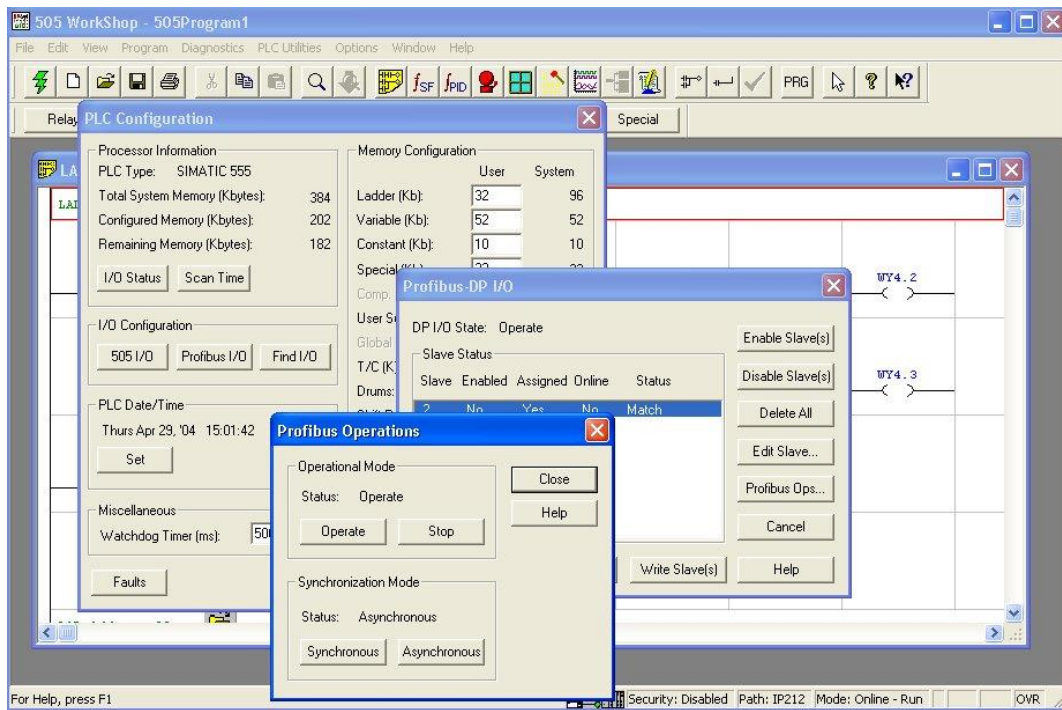 505 WorkShop - 505Program1
File Edit View Program Diagnostics PLC Utilities Options Window Help
SF PID PRG
Relay
PLC Configuration
Special
Processor Information
PLC Type: SIMATIC 555
Total System Memory (Kbytes): 384
Configured Memory (Kbytes): 202
Remaining Memory (Kbytes): 182
I/O Status Scan Time
I/O Configuration
505 I/O Profibus I/O Find I/O
PLC Date/Time
Thurs Apr 29, '04 15:01:42
Set
Miscellaneous
Watchdog Timer (ms):
Faults
Memory Configuration
User System
Ladder (Kb): 32 96
Variable (Kb): 52 52
Constant (Kb): 10 10
Special
Comp.
User
Global
T/C (K
Drums:
WY4.2
WY4.3
Profibus-DP I/O
DP I/O State: Operate
Slave Status
Slave Enabled Assigned Online Status
2 No Yes No Match
Enable Slave(s)
Disable Slave(s)
Delete All
Edit Slave...
Profibus Ops...
Cancel
Write Slave(s) Help
Profibus Operations
Operational Mode
Status: Operate
Operate Stop
Synchronization Mode
Status: Asynchronous
Synchronous Asynchronous
Close
Help
For Help, press F1
Security: Disabled Path: IP212 Mode: Online - Run OVR